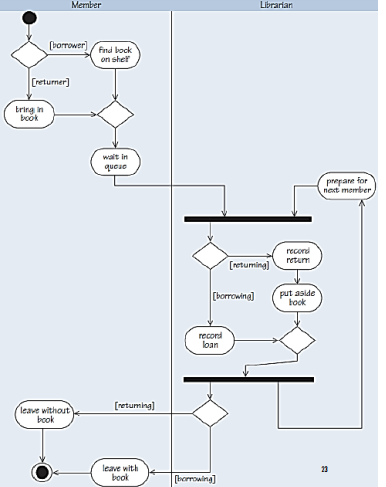 Member
Librarian
[borrower]
find book
on shelf
[returner]
bring in
book
wait in
queue
prepare for
next member
record
return
[returning]
put aside
book
[borrowing]
record
loan
[returning]
leave without
book
leave with
book
[borrowing]
23